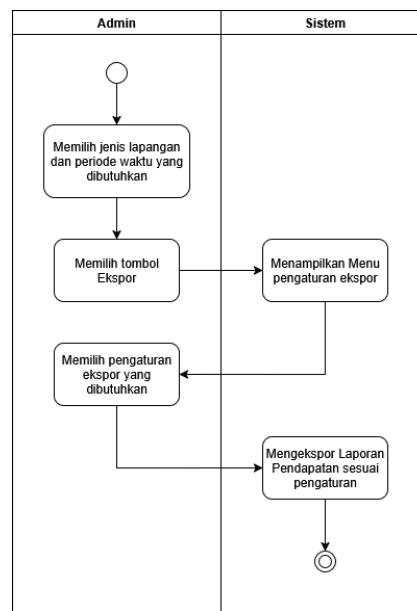 Admin
Sistem
Memilih jenis lapangan
dan periode waktu yang
dibutuhkan
Memilih tombol
Ekspor
Menampilkan Menu
pengaturan ekspor
Memilih pengaturan
ekspor yang
dibutuhkan
Mengekspor Laporan
Pendapatan sesuai
pengaturan